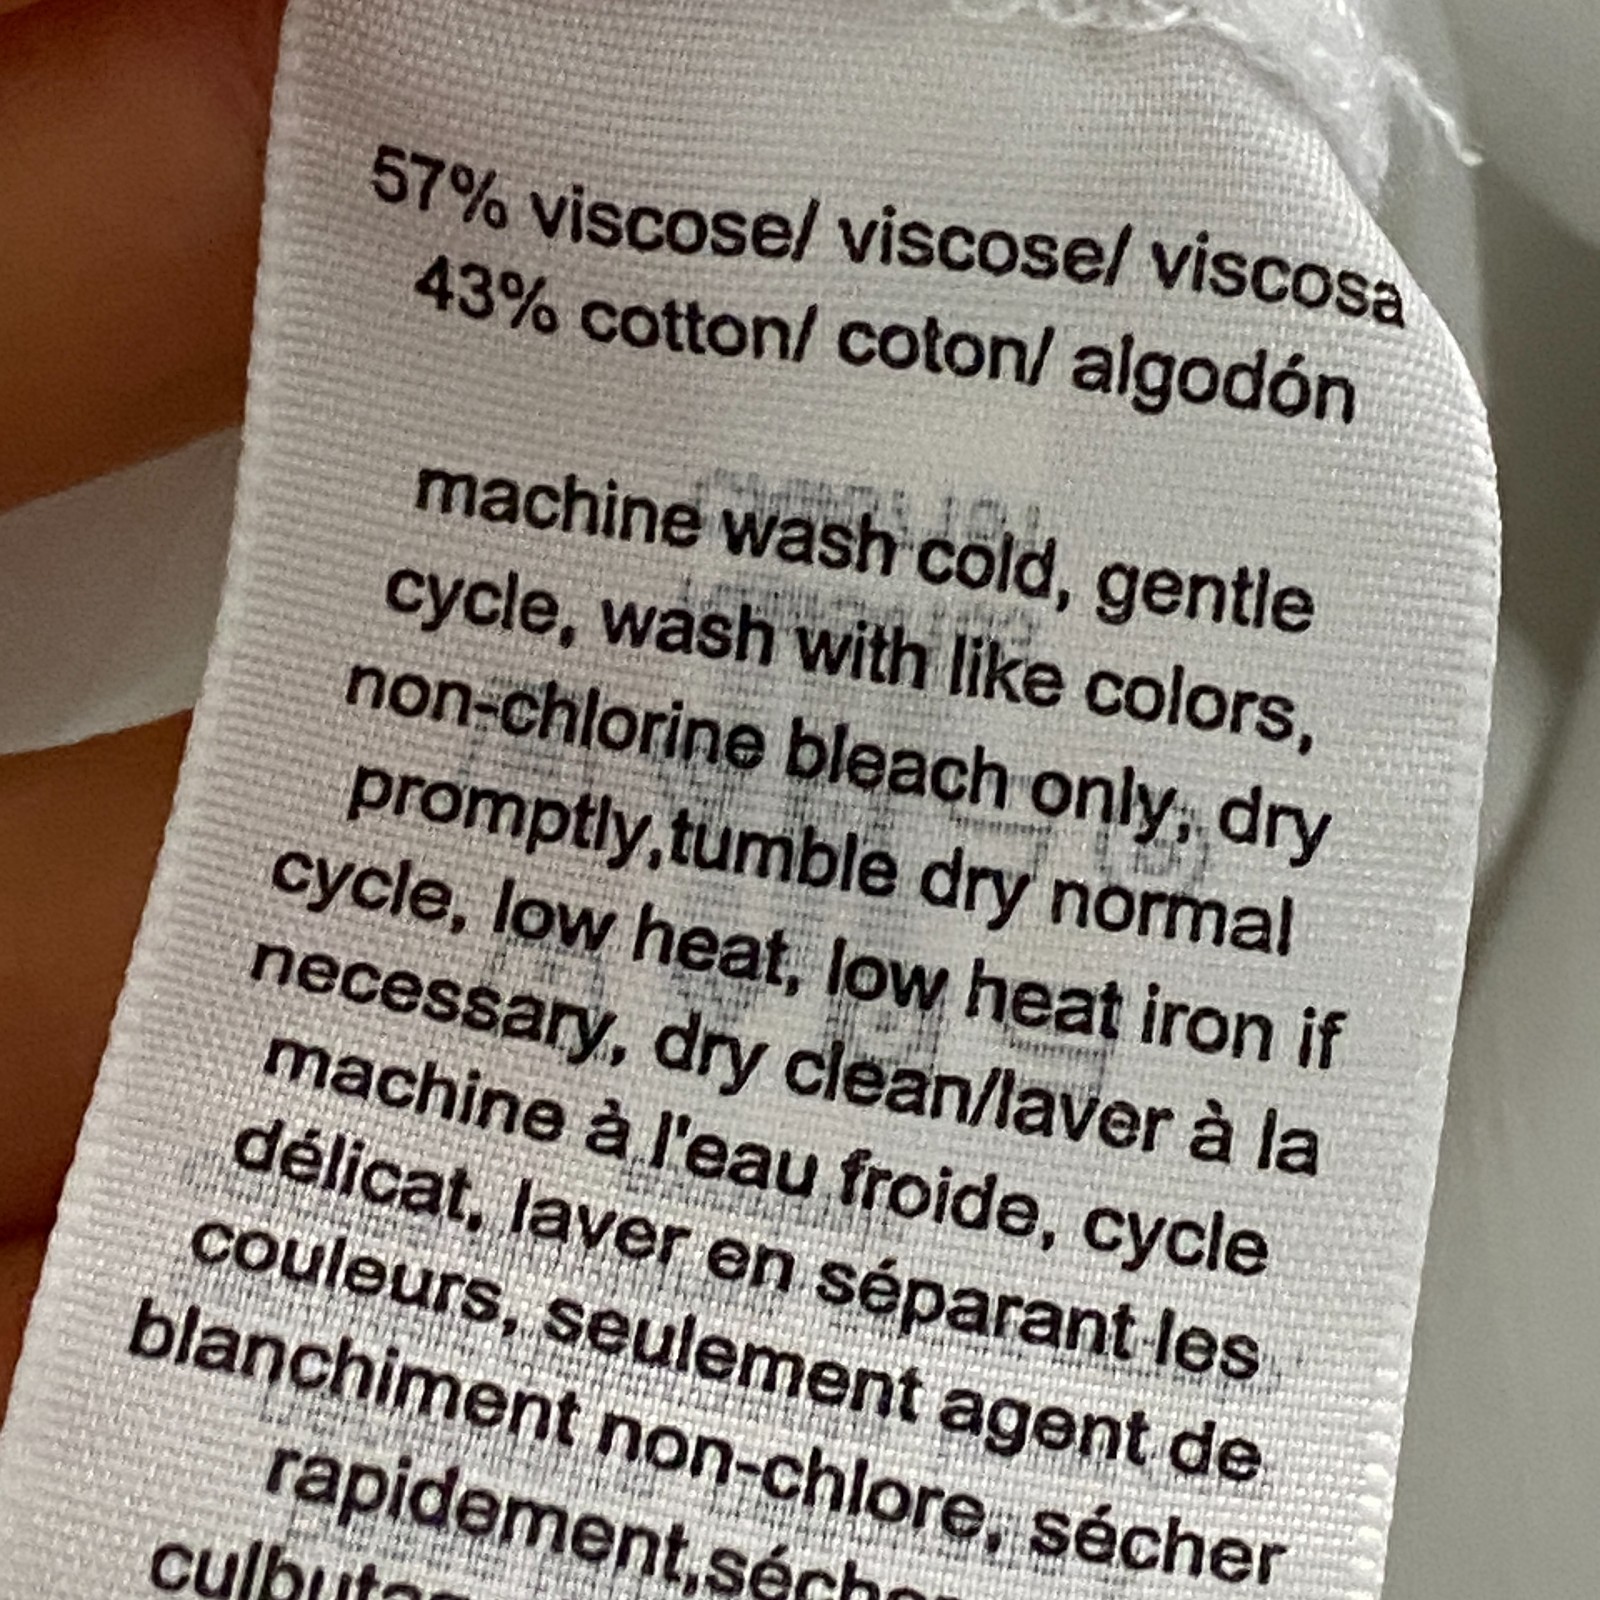 57% viscose/ viscose/ viscosa
43% cotton/ coton/ algodón
machine wash cold, gentle
cycle, wash with like colors,
non-chlorine bleach only, dry
promptly,tumble dry normal
cycle, low heat, low heat iron if
necessary, dry clean/laver à la
machine à l'eau froide, cycle
délicat, laver en séparant les
couleurs, seulement agent de
blanchiment non-chlore, sécher
rapidement,